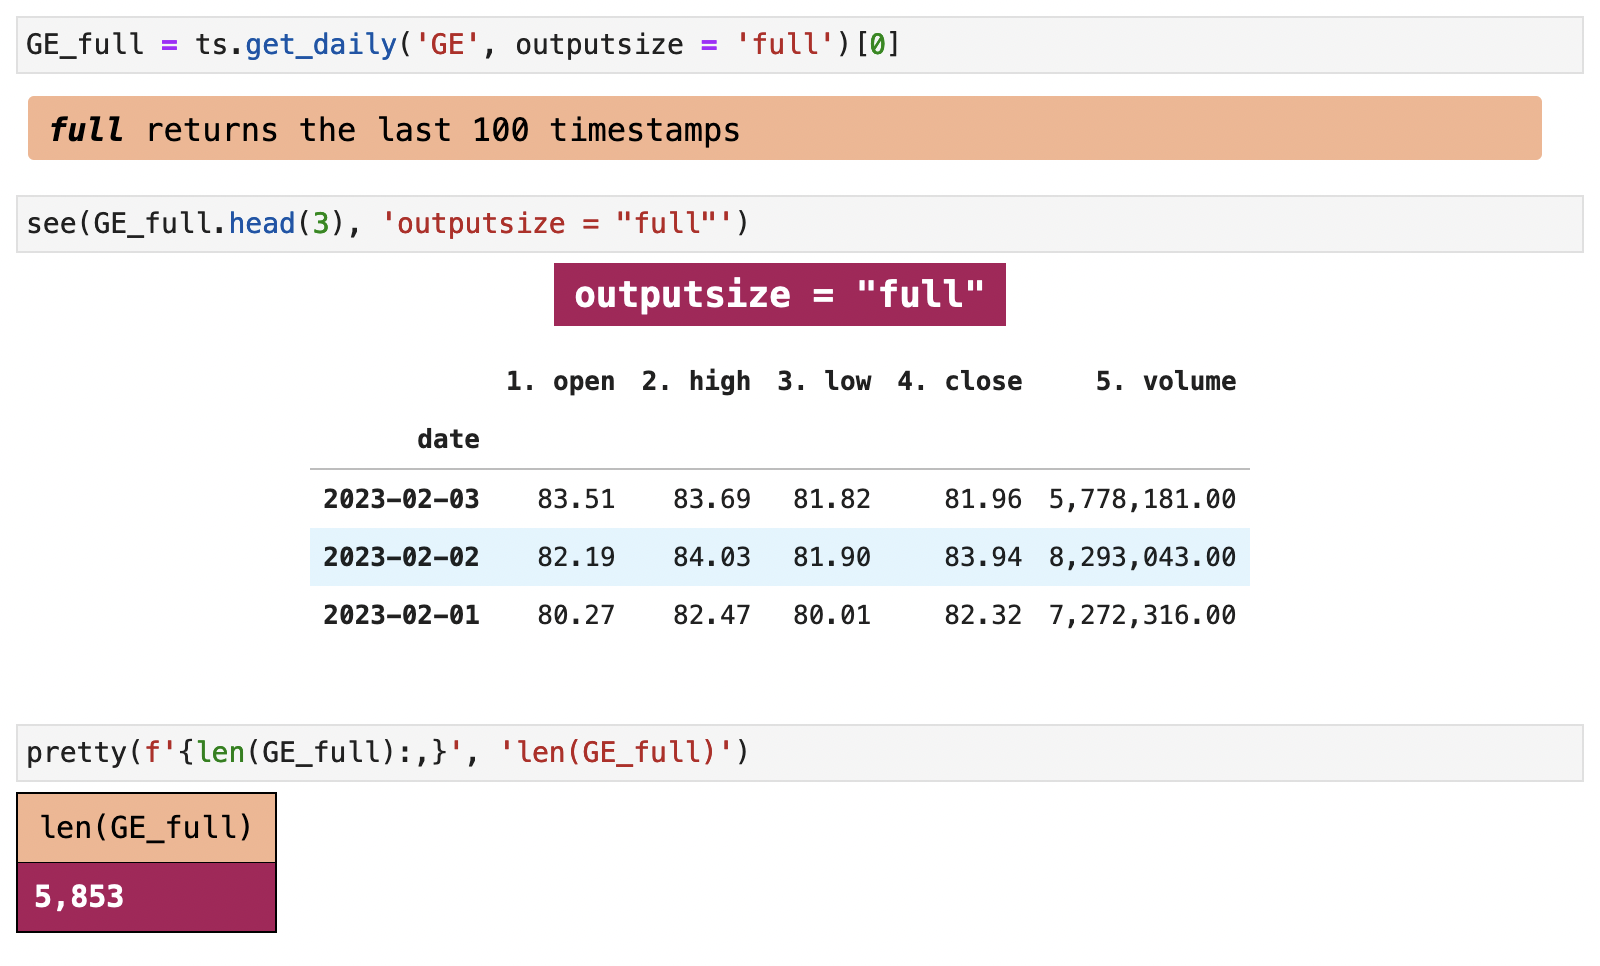 GE_full = ts.get_daily('GE', outputsize = 'full')[0]
full returns the last 100 timestamps
see(GE_full.head(3), 'outputsize = "full"')
outputsize = "full"
1. open 2. high 3. low 4. close 5. volume
date
2023-02-03 83.51 83.69 81.82 81.96 5,778,181.00
2023-02-02 82.19 84.03 81.90 83.94 8,293,043.00
2023-02-01 80.27 82.47 80.01 82.32 7,272,316.00
pretty(f'{len(GE_full):,}', 'len(GE_full)')
len(GE_full)
5,853